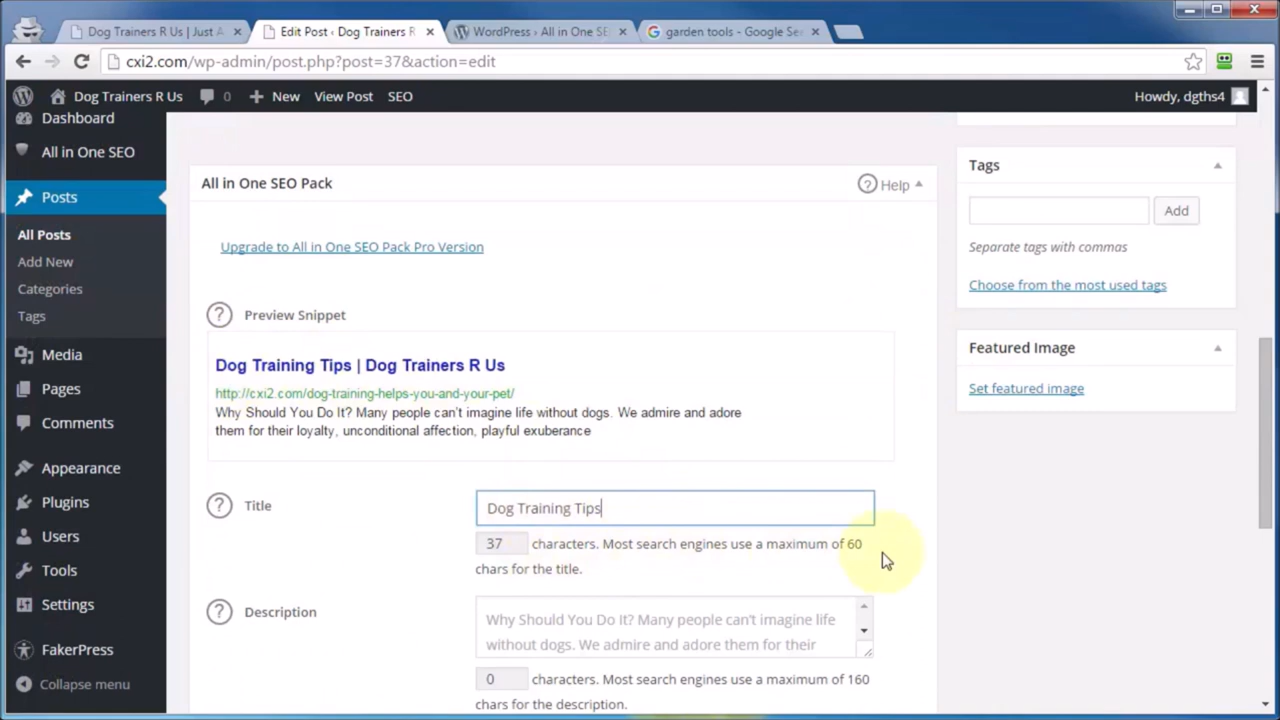 Dog Trainers R Us | Just A
Edit Post ‹ Dog Trainers R
WordPress › All in One SE
garden tools - Google Se
cxi2.com/wp-admin/post.php?post=37&action=edit
Dog Trainers R Us
0
New
View Post
SEO
Howdy, dgths4
Dashboard
All in One SEO
Posts
All Posts
Add New
Categories
Tags
Media
Pages
Comments
Appearance
Plugins
Users
Tools
Settings
FakerPress
Collapse menu
All in One SEO Pack
? Help
Upgrade to All in One SEO Pack Pro Version
? Preview Snippet
Dog Training Tips | Dog Trainers R Us
http://cxi2.com/dog-training-helps-you-and-your-pet/
Why Should You Do It? Many people can't imagine life without dogs. We admire and adore
them for their loyalty, unconditional affection, playful exuberance
? Title
Dog Training Tips
37 characters. Most search engines use a maximum of 60
chars for the title.
? Description
Why Should You Do It? Many people can't imagine life
without dogs. We admire and adore them for their
0 characters. Most search engines use a maximum of 160
chars for the description.
Tags
Add
Separate tags with commas
Choose from the most used tags
Featured Image
Set featured image